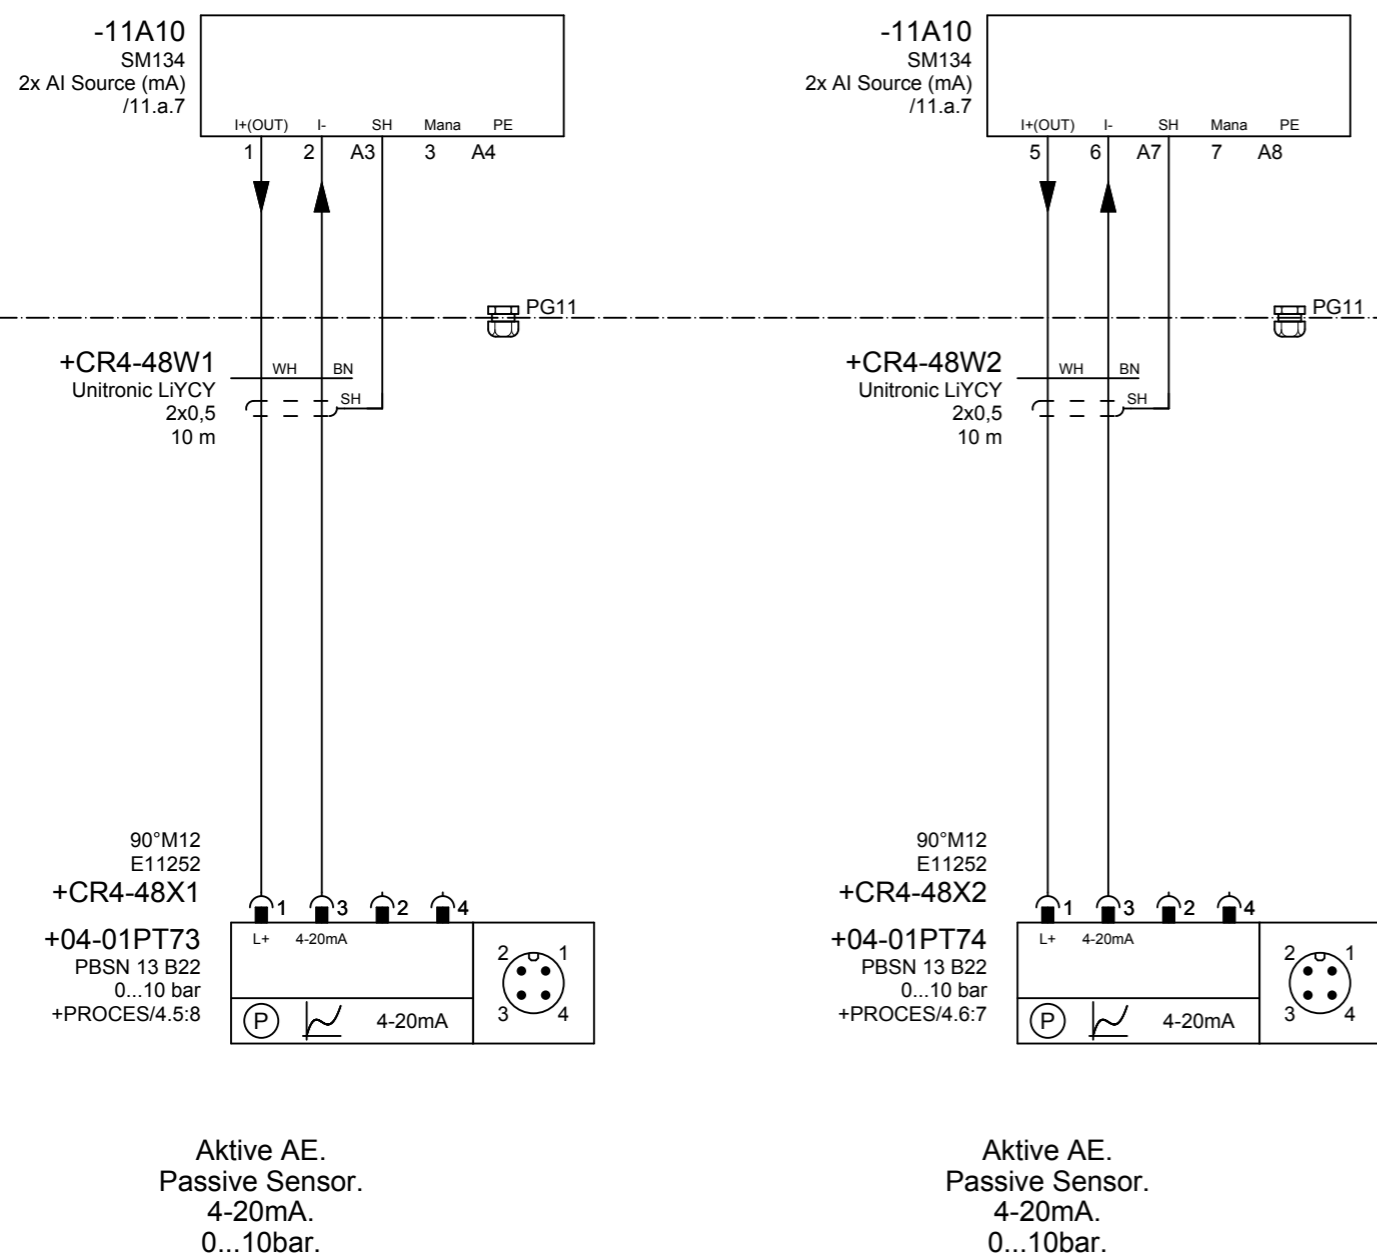 -11A10
SM134
2x AI Source (mA)
/11.a.7
I+(OUT) I- SH Mana PE
1 2 A3 3 A4
PG11
+CR4-48W1
Unitronic LiYCY
2x0,5
10 m
WH BN
SH
90°M12
E11252
+CR4-48X1
1 3 2 4
+04-01PT73
PBSN 13 B22
0...10 bar
+PROCES/4.5:8
L+ 4-20mA
2 1
3 4
P 4-20mA
Aktive AE.
Passive Sensor.
4-20mA.
0...10bar.
-11A10
SM134
2x AI Source (mA)
/11.a.7
I+(OUT) I- SH Mana PE
5 6 A7 7 A8
PG11
+CR4-48W2
Unitronic LiYCY
2x0,5
10 m
WH BN
SH
90°M12
E11252
+CR4-48X2
1 3 2 4
+04-01PT74
PBSN 13 B22
0...10 bar
+PROCES/4.6:7
L+ 4-20mA
2 1
3 4
P 4-20mA
Aktive AE.
Passive Sensor.
4-20mA.
0...10bar.